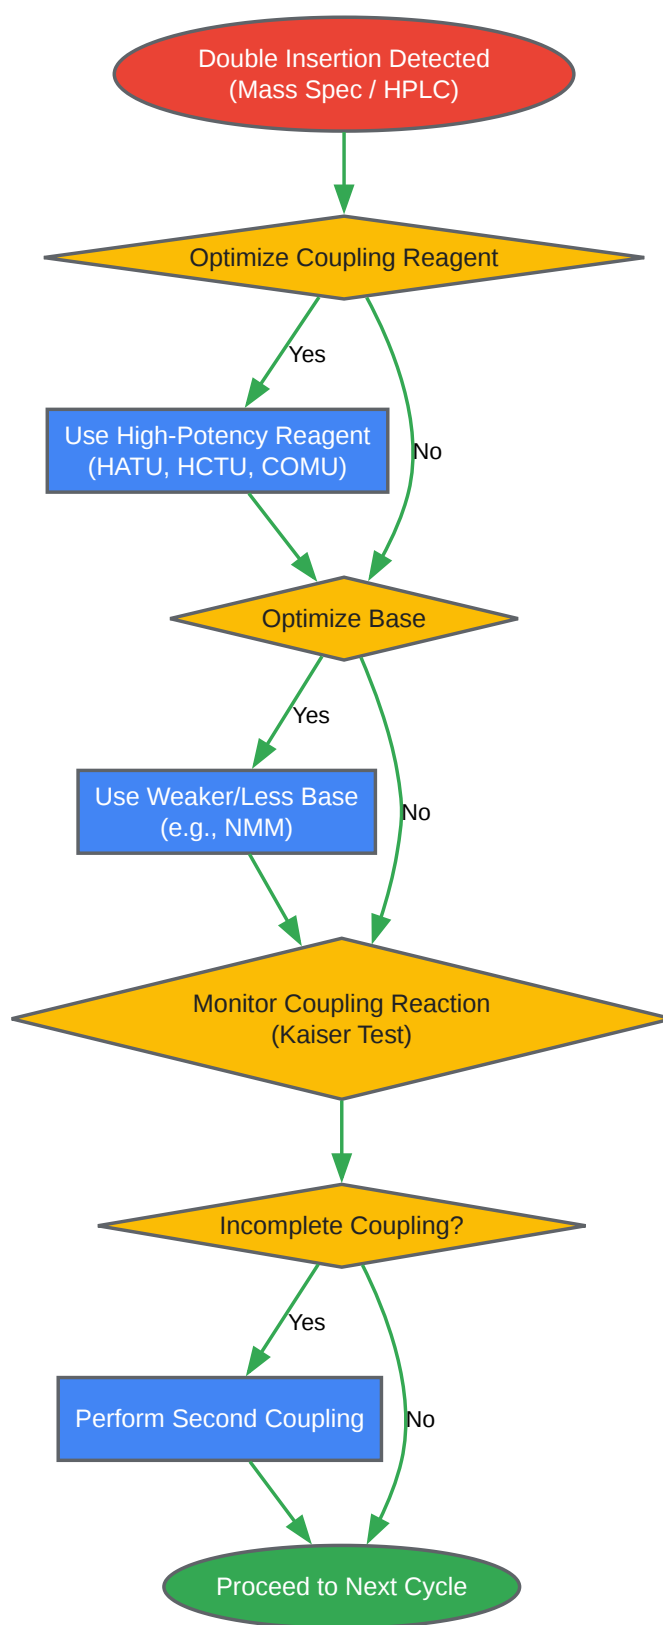 Double Insertion Detected
(Mass Spec / HPLC)
Optimize Coupling Reagent
Yes
Use High-Potency Reagent
(HATU, HCTU, COMU)
No
Optimize Base
Yes
Use Weaker/Less Base
(e.g., NMM)
No
Monitor Coupling Reaction
(Kaiser Test)
Incomplete Coupling?
Yes
Perform Second Coupling
No
Proceed to Next Cycle